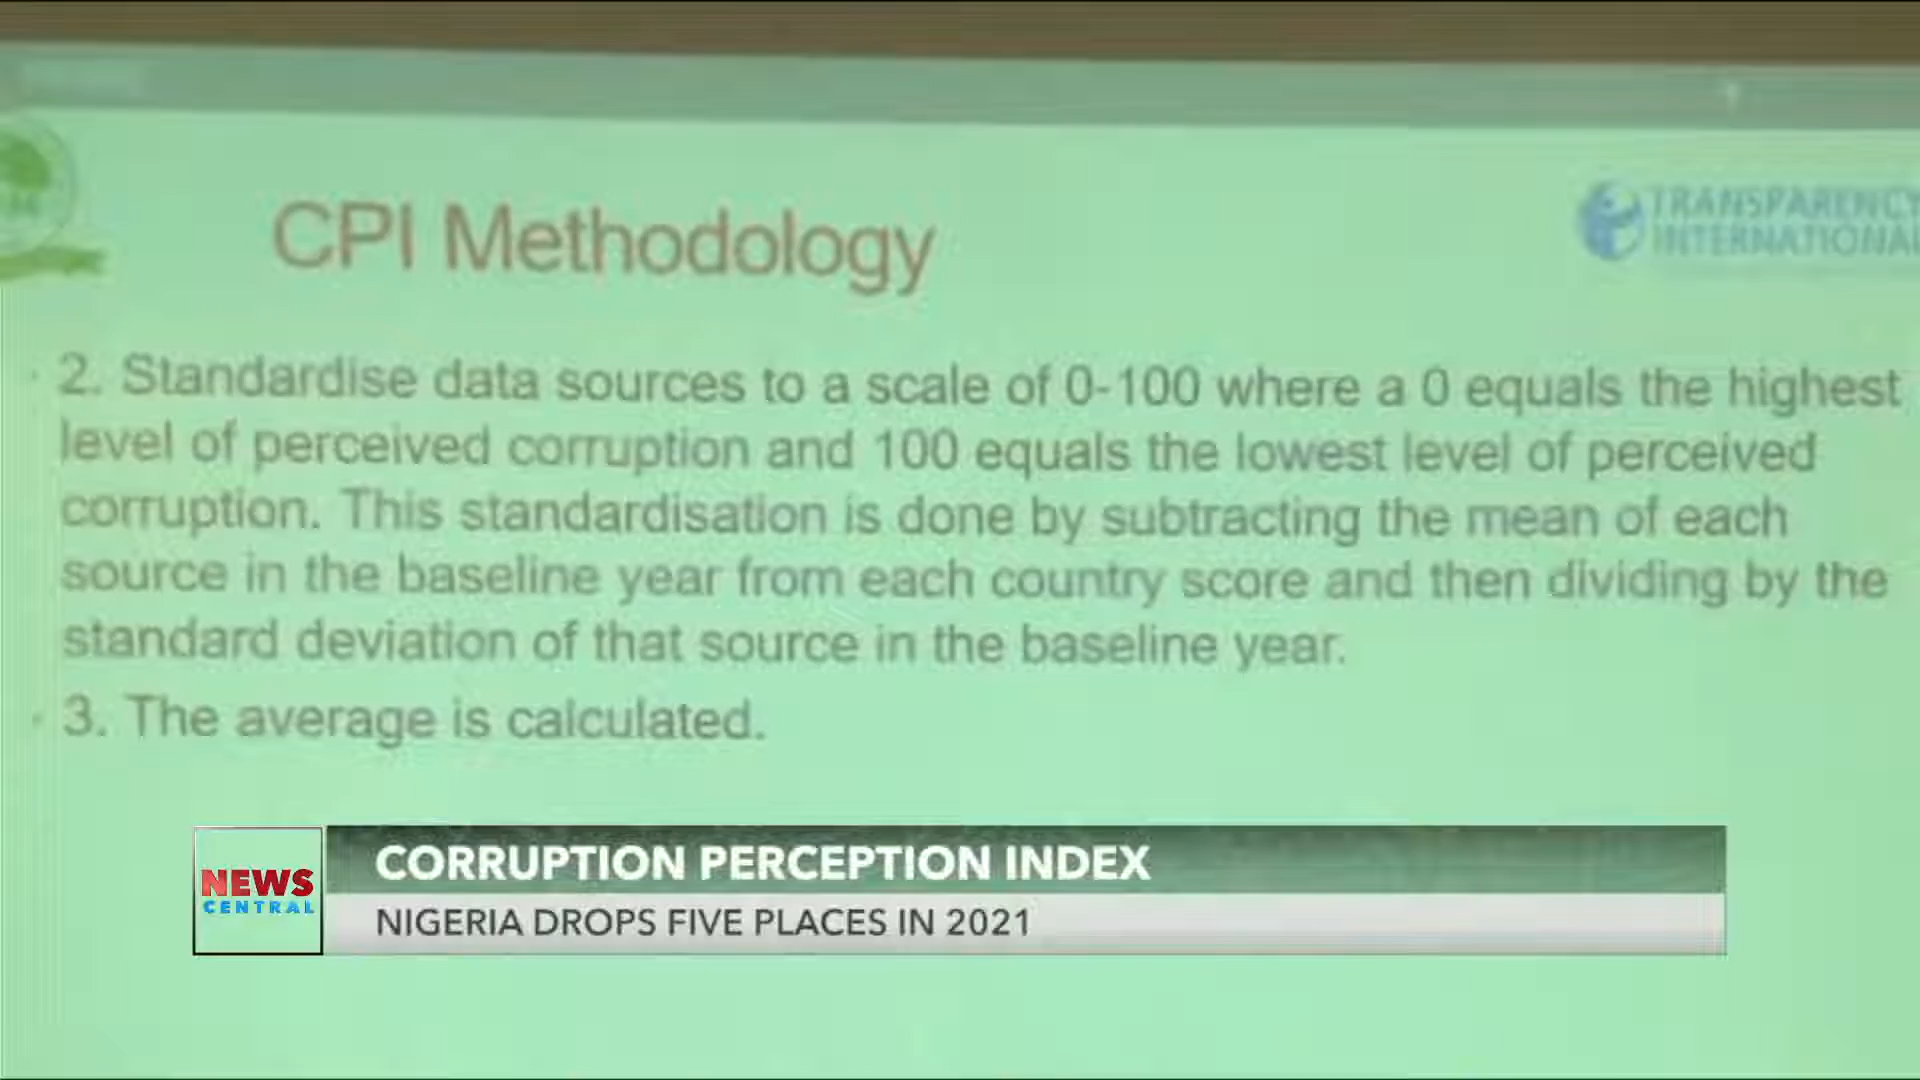 CPI Methodology
TRANSPARENCY
INTERNATIONAL
2. Standardise data sources to a scale of 0-100 where a 0 equals the highest
level of perceived corruption and 100 equals the lowest level of perceived
corruption. This standardisation is done by subtracting the mean of each
source in the baseline year from each country score and then dividing by the
standard deviation of that source in the baseline year.
3. The average is calculated.
NEWS
CENTRAL
CORRUPTION PERCEPTION INDEX
NIGERIA DROPS FIVE PLACES IN 2021